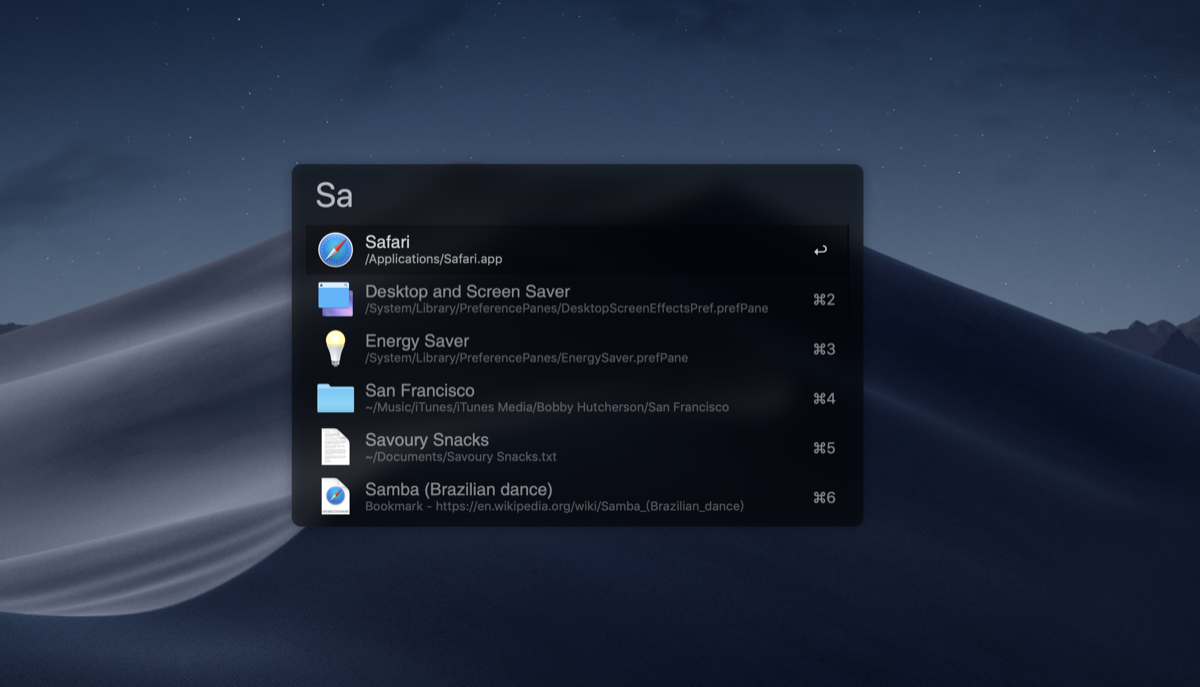 Sa
Safari
/Applications/Safari.app
↩
Desktop and Screen Saver
/System/Library/PreferencePanes/DesktopScreenEffectsPref.prefPane
⌘2
Energy Saver
/System/Library/PreferencePanes/EnergySaver.prefPane
⌘3
San Francisco
~/Music/iTunes/iTunes Media/Bobby Hutcherson/San Francisco
⌘4
Savoury Snacks
~/Documents/Savoury Snacks.txt
⌘5
Samba (Brazilian dance)
Bookmark - https://en.wikipedia.org/wiki/Samba_(Brazilian_dance)
⌘6